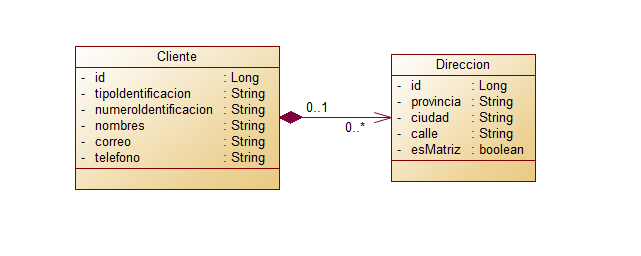 Cliente
- id : Long
- tipoIdentificacion : String
- numeroIdentificacion : String
- nombres : String
- correo : String
- telefono : String
0..1
0..*
Direccion
- id : Long
- provincia : String
- ciudad : String
- calle : String
- esMatriz : boolean